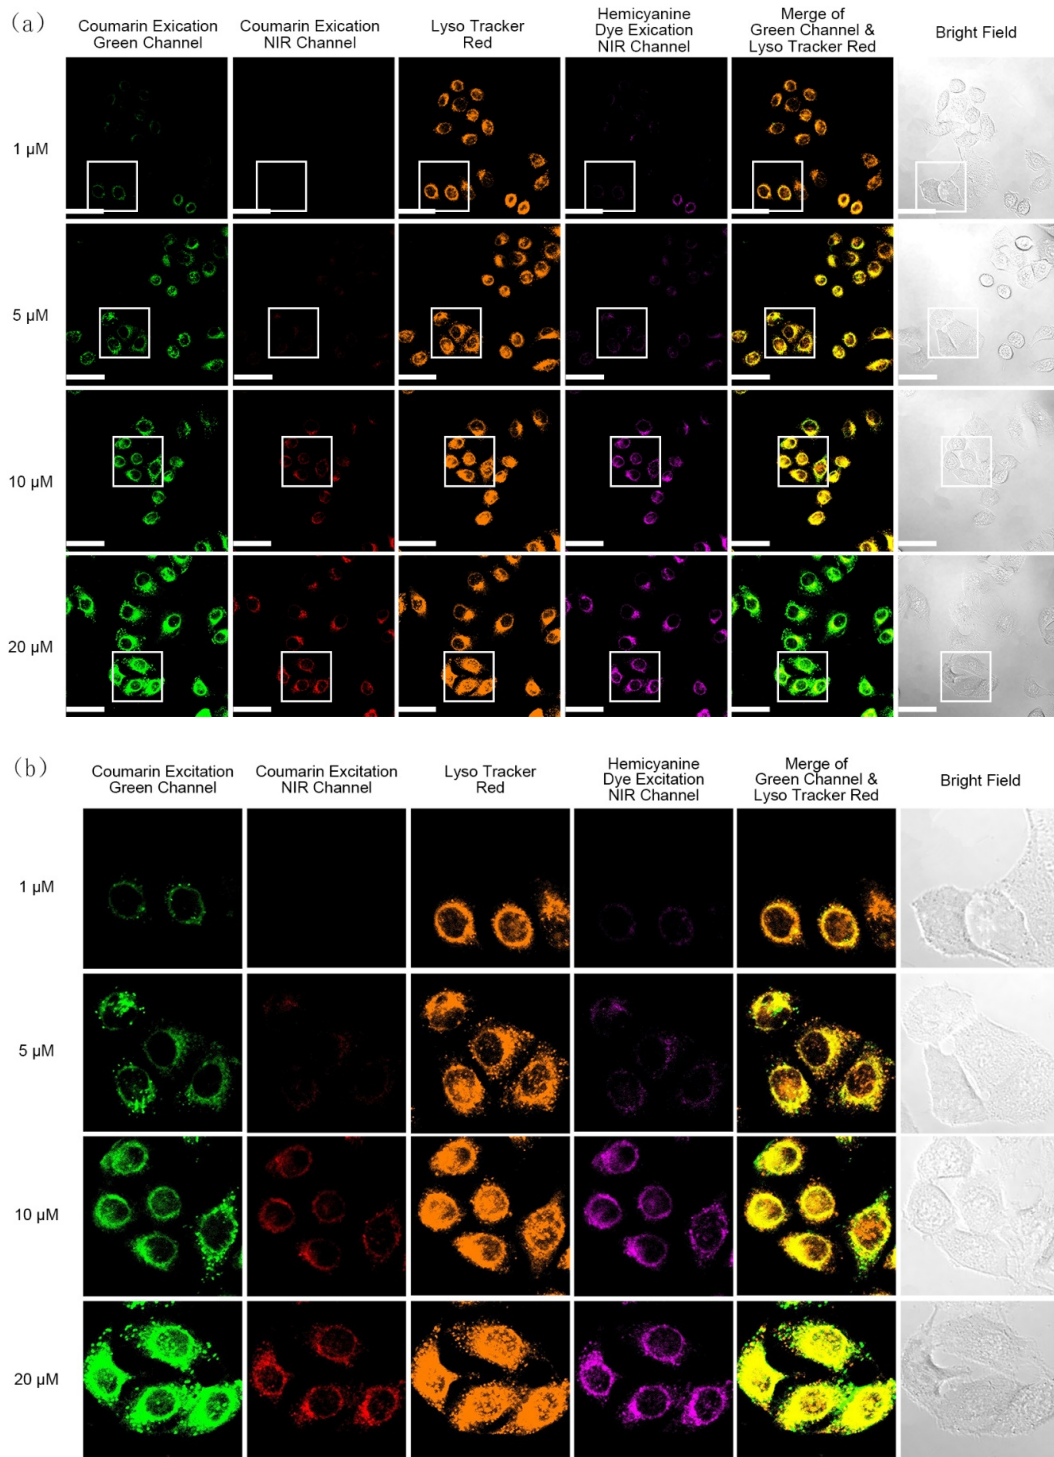 (a)
Coumarin Exication
Green Channel
Coumarin Exication
NIR Channel
Lyso Tracker
Red
Hemicyanine
Dye Exication
NIR Channel
Merge of
Green Channel &
Lyso Tracker Red
Bright Field
1 µM
5 µM
10 µM
20 µM
(b)
Coumarin Excitation
Green Channel
Coumarin Excitation
NIR Channel
Lyso Tracker
Red
Hemicyanine
Dye Excitation
NIR Channel
Merge of
Green Channel &
Lyso Tracker Red
Bright Field
1 µM
5 µM
10 µM
20 µM